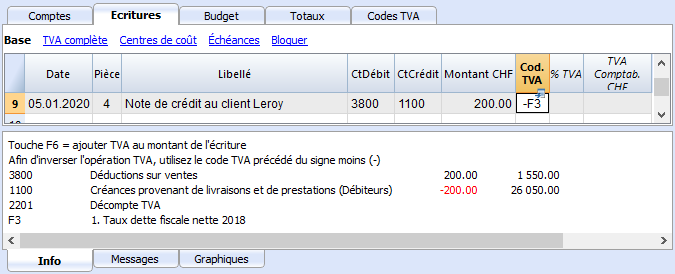 Comptes Ecritures Budget Totaux Codes TVA
Base TVA complète Centres de coût Échéances Bloquer
Date Pièce Libellé CtDébit CtCrédit Montant CHF Cod. TVA % TVA TVA Comptab. CHF
9 05.01.2020 4 Note de crédit au client Leroy 3800 1100 200.00 -F3
Touche F6 = ajouter TVA au montant de l'écriture
Afin d'inverser l'opération TVA, utilisez le code TVA précédé du signe moins (-)
3800 Déductions sur ventes 200.00 1 550.00
1100 Créances provenant de livraisons et de prestations (Débiteurs) -200.00 26 050.00
2201 Décompte TVA
F3 1. Taux dette fiscale nette 2018
Info Messages Graphiques